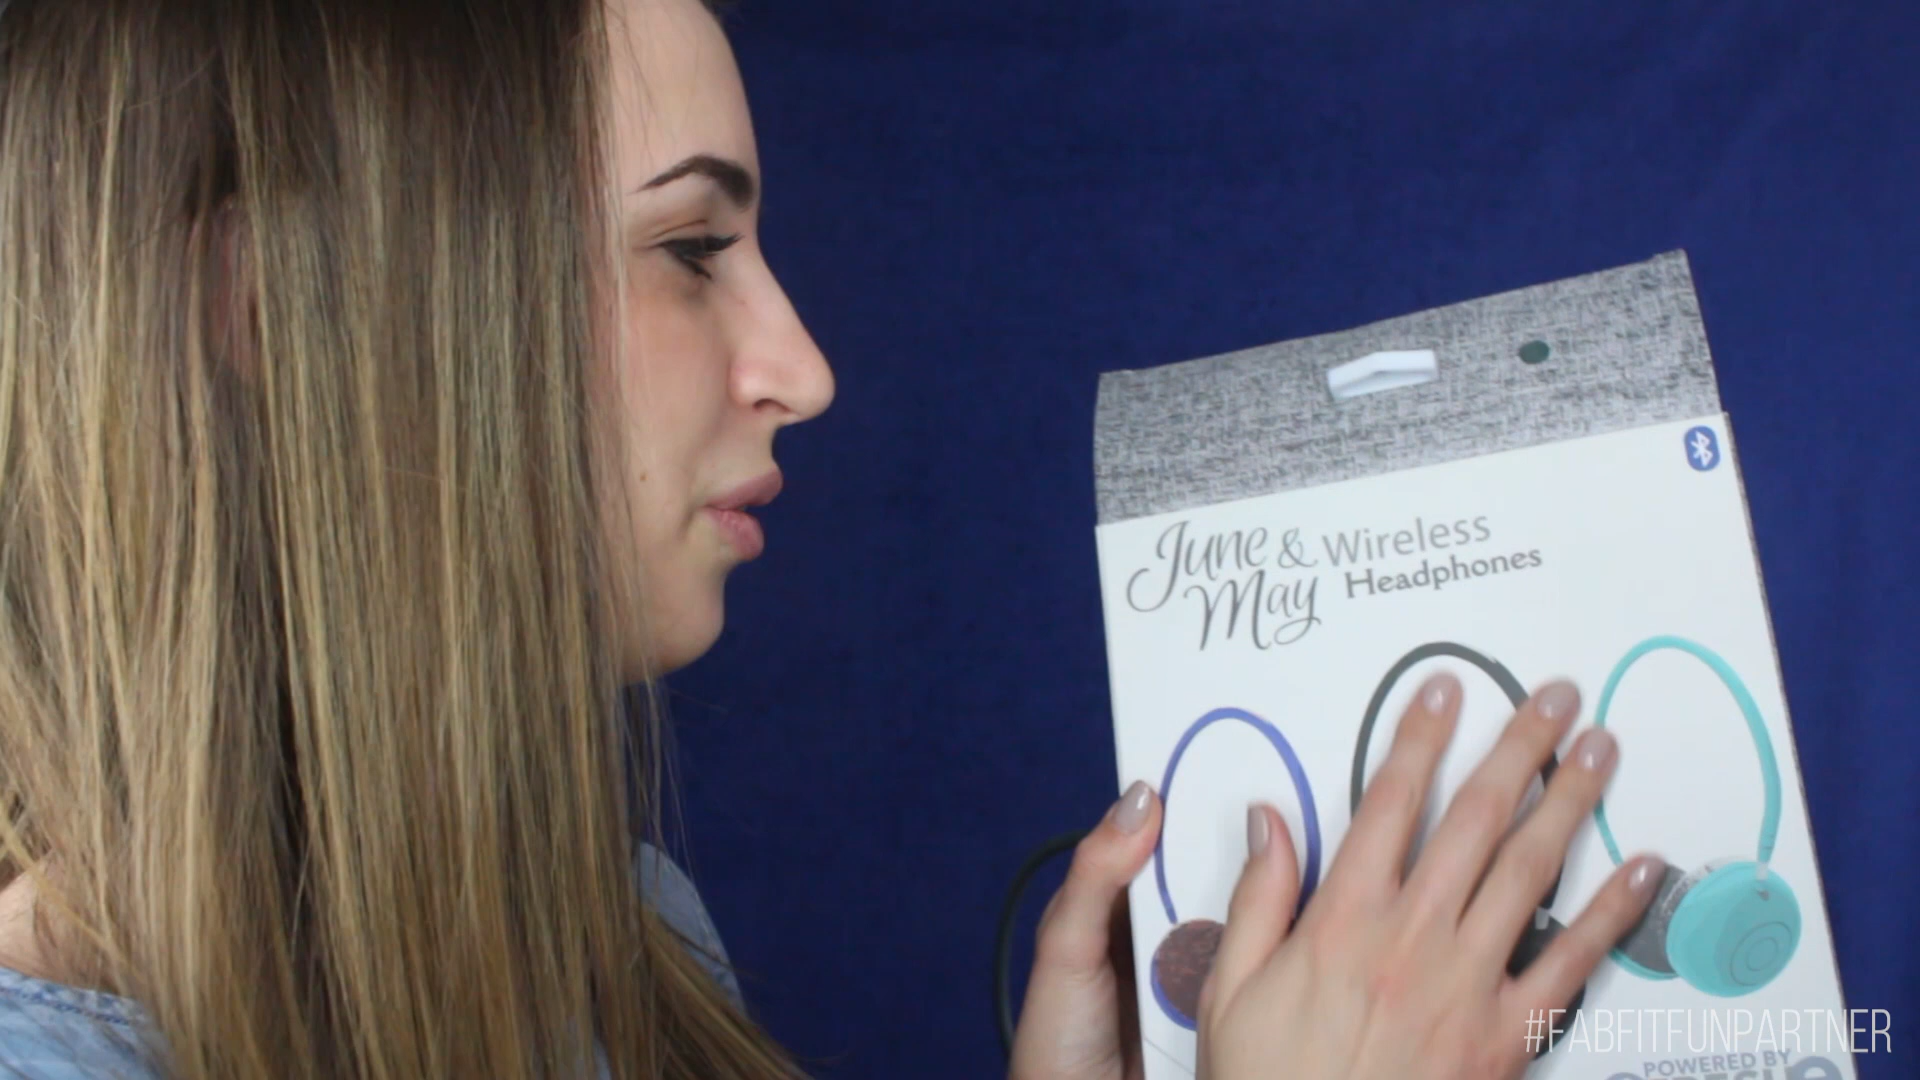 June & May
Wireless
Headphones
#FABFITFUNPARTNER
POWERED BY